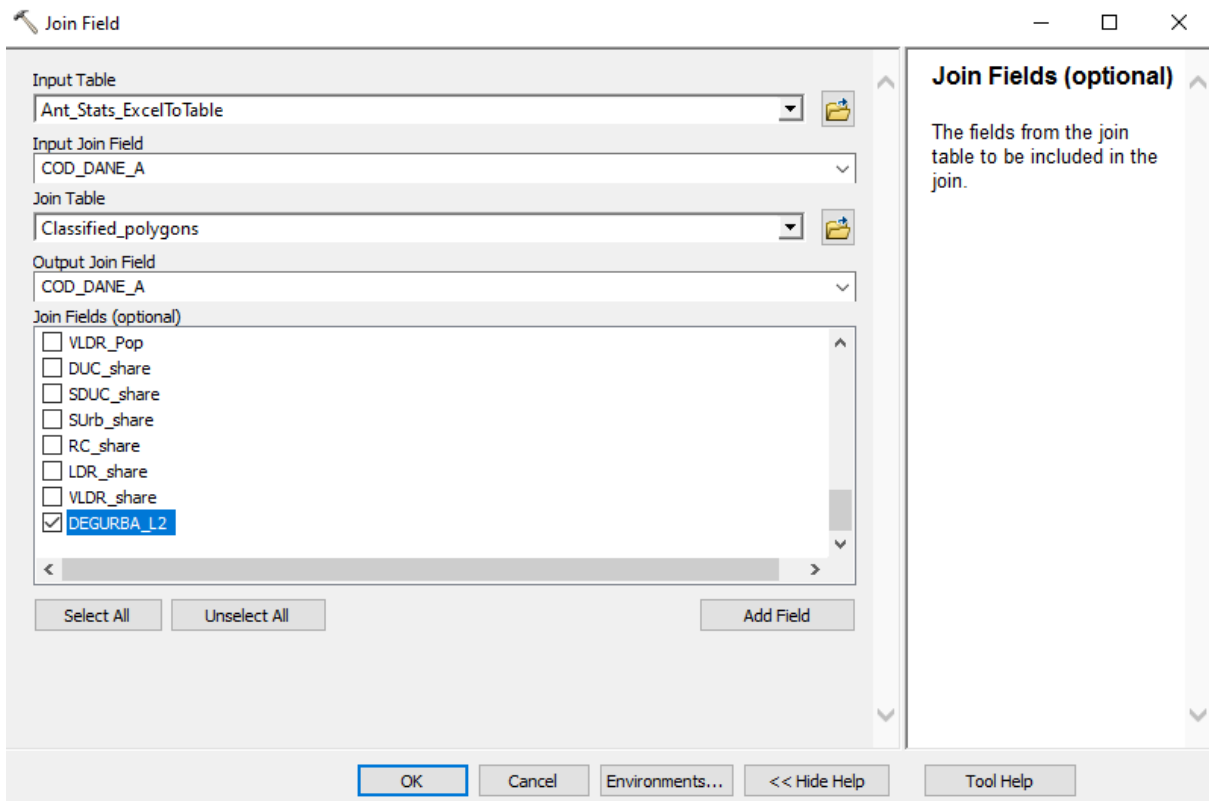 Join Field
Input Table
Ant_Stats_ExcelToTable
Input Join Field
COD_DANE_A
Join Table
Classified_polygons
Output Join Field
COD_DANE_A
Join Fields (optional)
VLDR_Pop
DUC_share
SDUC_share
SUrb_share
RC_share
LDR_share
VLDR_share
DEGURBA_L2
Select All
Unselect All
Add Field
OK
Cancel
Environments...
<< Hide Help
Join Fields (optional)
The fields from the join
table to be included in the
join.
Tool Help